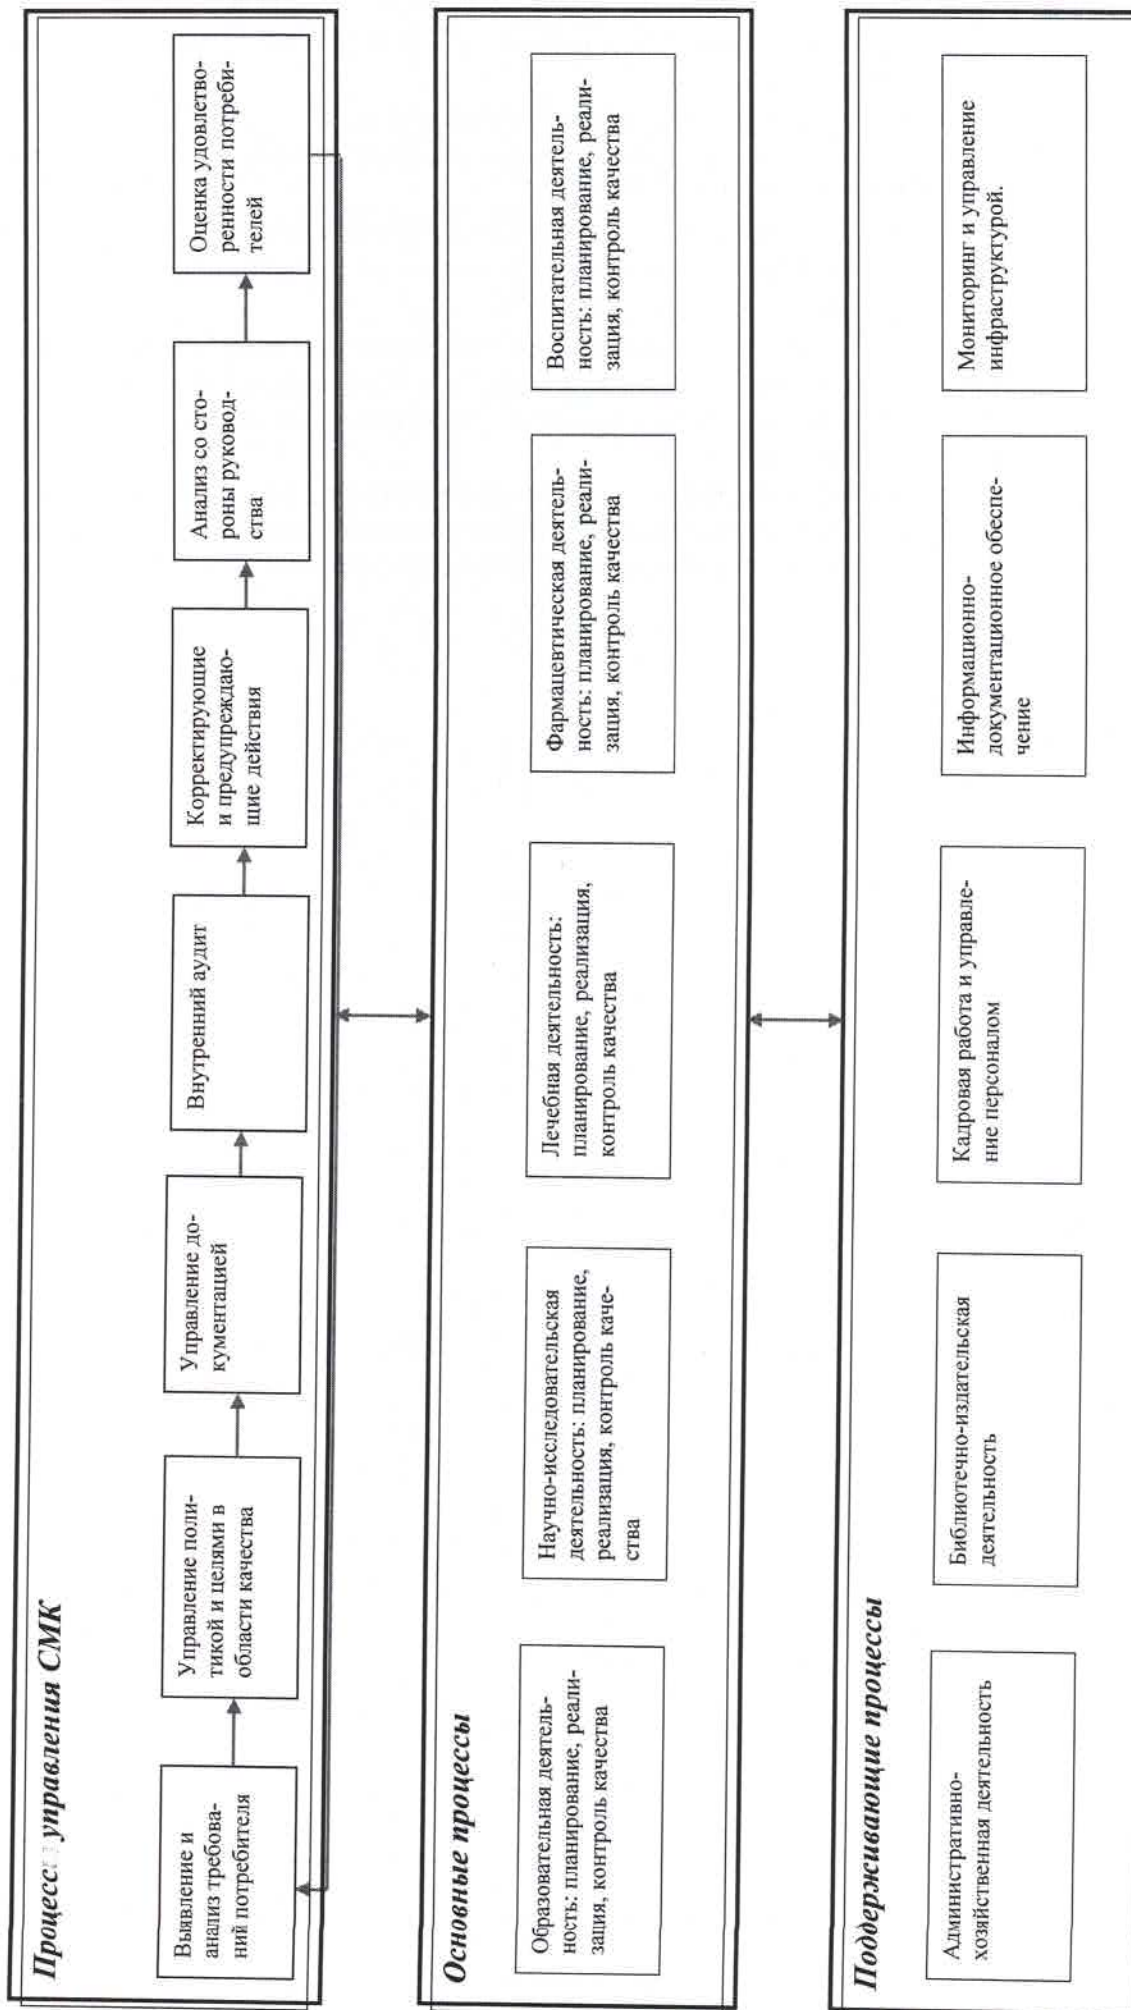 Процессы управления СМК
Выявление и
анализ требова-
ний потребителя
Управление поли-
тикой и целями в
области качества
Управление до-
кументацией
Внутренний аудит
Корректирующие
и предупреждаю-
щие действия
Анализ со сто-
роны руковод-
ства
Оценка удовлетво-
ренности потреби-
телей
Основные процессы
Образовательная деятель-
ность: планирование, реали-
зация, контроль качества
Научно-исследовательская
деятельность: планирование,
реализация, контроль каче-
ства
Лечебная деятельность:
планирование, реализация,
контроль качества
Фармацевтическая деятель-
ность: планирование, реали-
зация, контроль качества
Воспитательная деятель-
ность: планирование, реали-
зация, контроль качества
Поддерживающие процессы
Административно-
хозяйственная деятельность
Библиотечно-издательская
деятельность
Кадровая работа и управле-
ние персоналом
Информационно-
документационное обеспе-
чение
Мониторинг и управление
инфраструктурой.